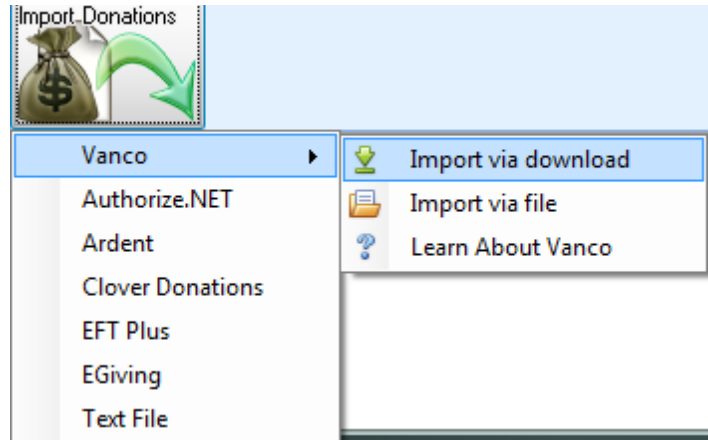 Import Donations
$
Vanco
Import via download
Authorize.NET
Import via file
Ardent
Learn About Vanco
Clover Donations
EFT Plus
EGiving
Text File